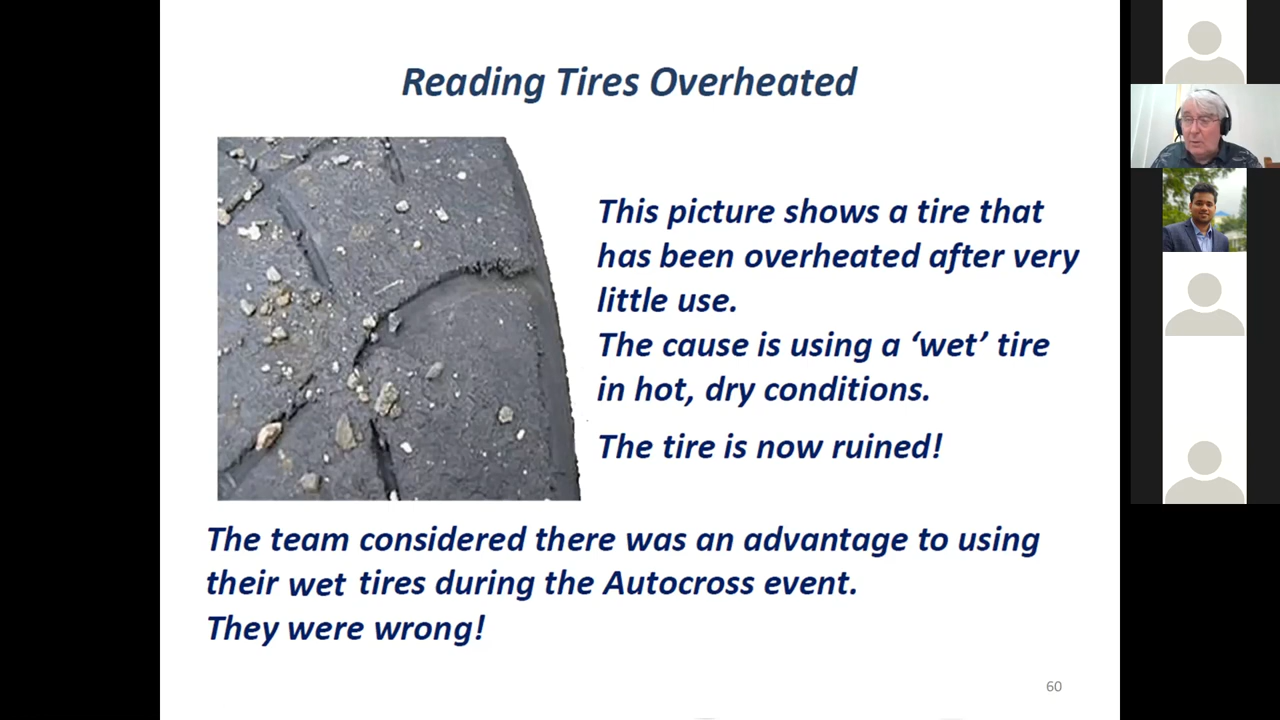 Reading Tires Overheated
This picture shows a tire that
has been overheated after very
little use.
The cause is using a ‘wet’ tire
in hot, dry conditions.
The tire is now ruined!
The team considered there was an advantage to using
their wet tires during the Autocross event.
They were wrong!
60